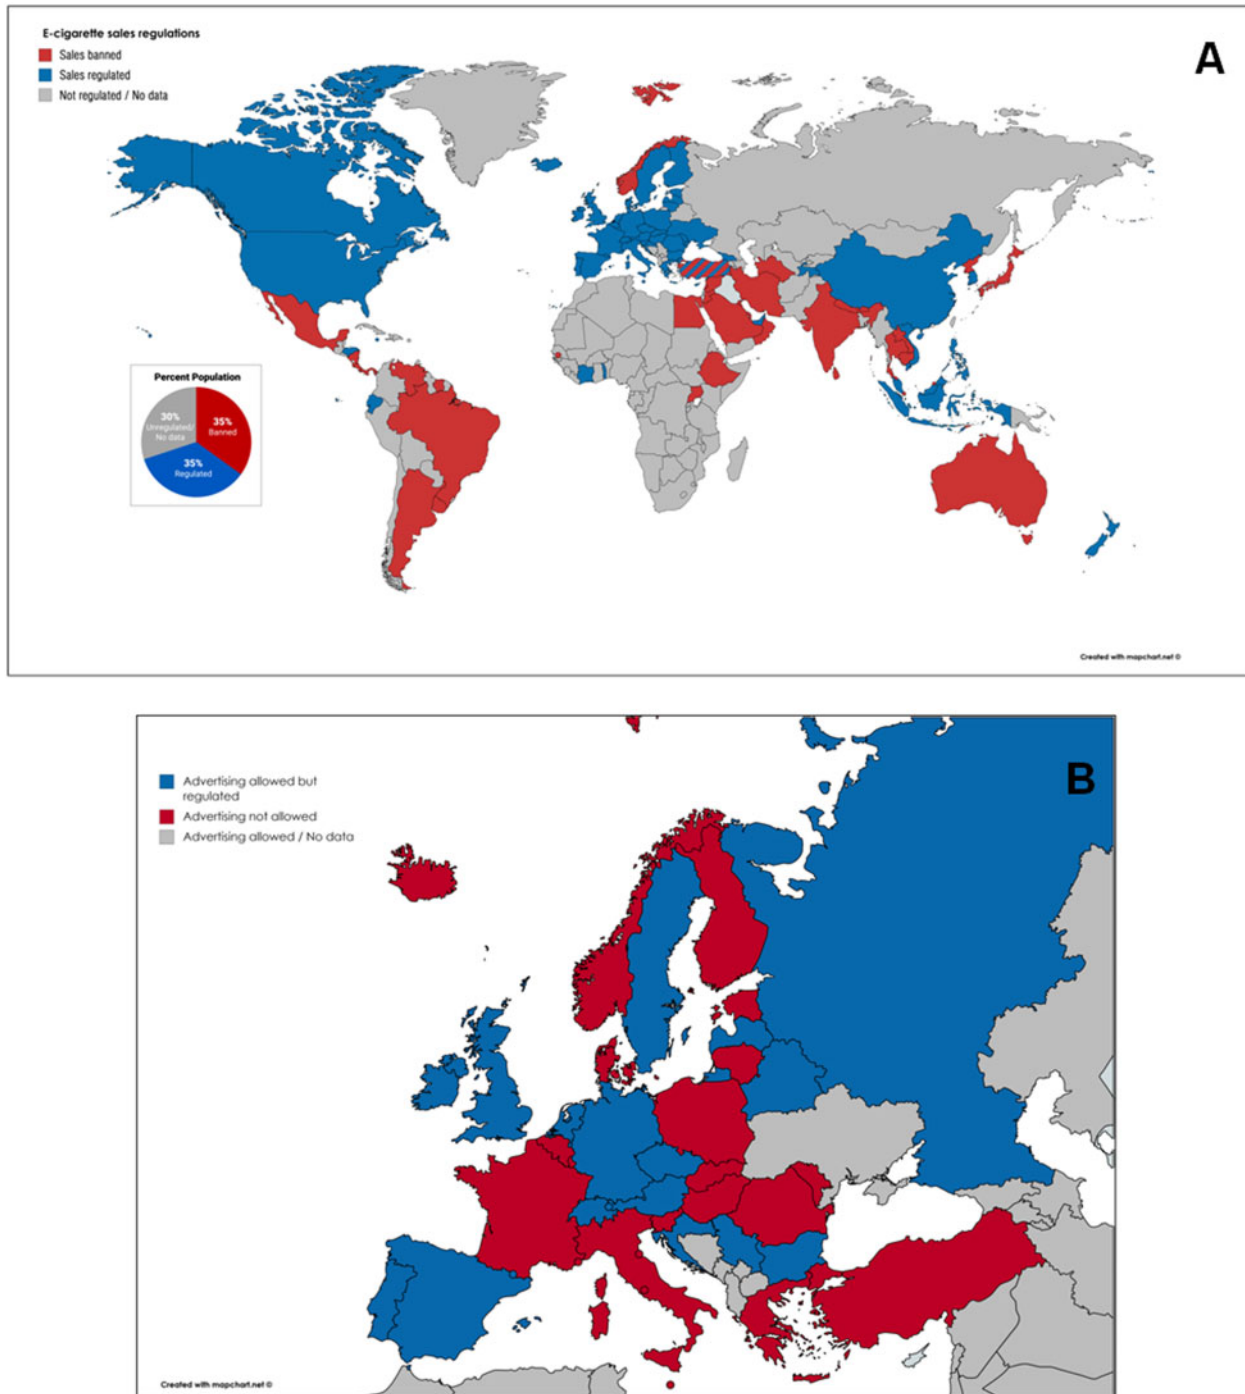 E-cigarette sales regulations
Sales banned
Sales regulated
Not regulated / No data
A
Percent Population
30%
Unregulated/
No data
35%
Banned
35%
Regulated
Created with mapchart.net ©
Advertising allowed but
regulated
Advertising not allowed
Advertising allowed / No data
B
Created with mapchart.net ©